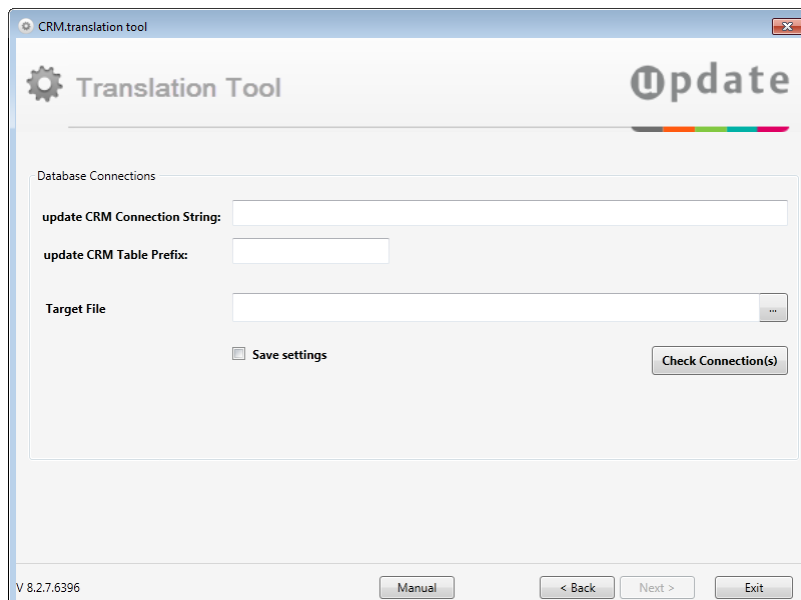 CRM.translation tool
Translation Tool
update
Database Connections
update CRM Connection String:
update CRM Table Prefix:
Target File
...
Save settings
Check Connection(s)
V 8.2.7.6396
Manual
< Back
Next >
Exit